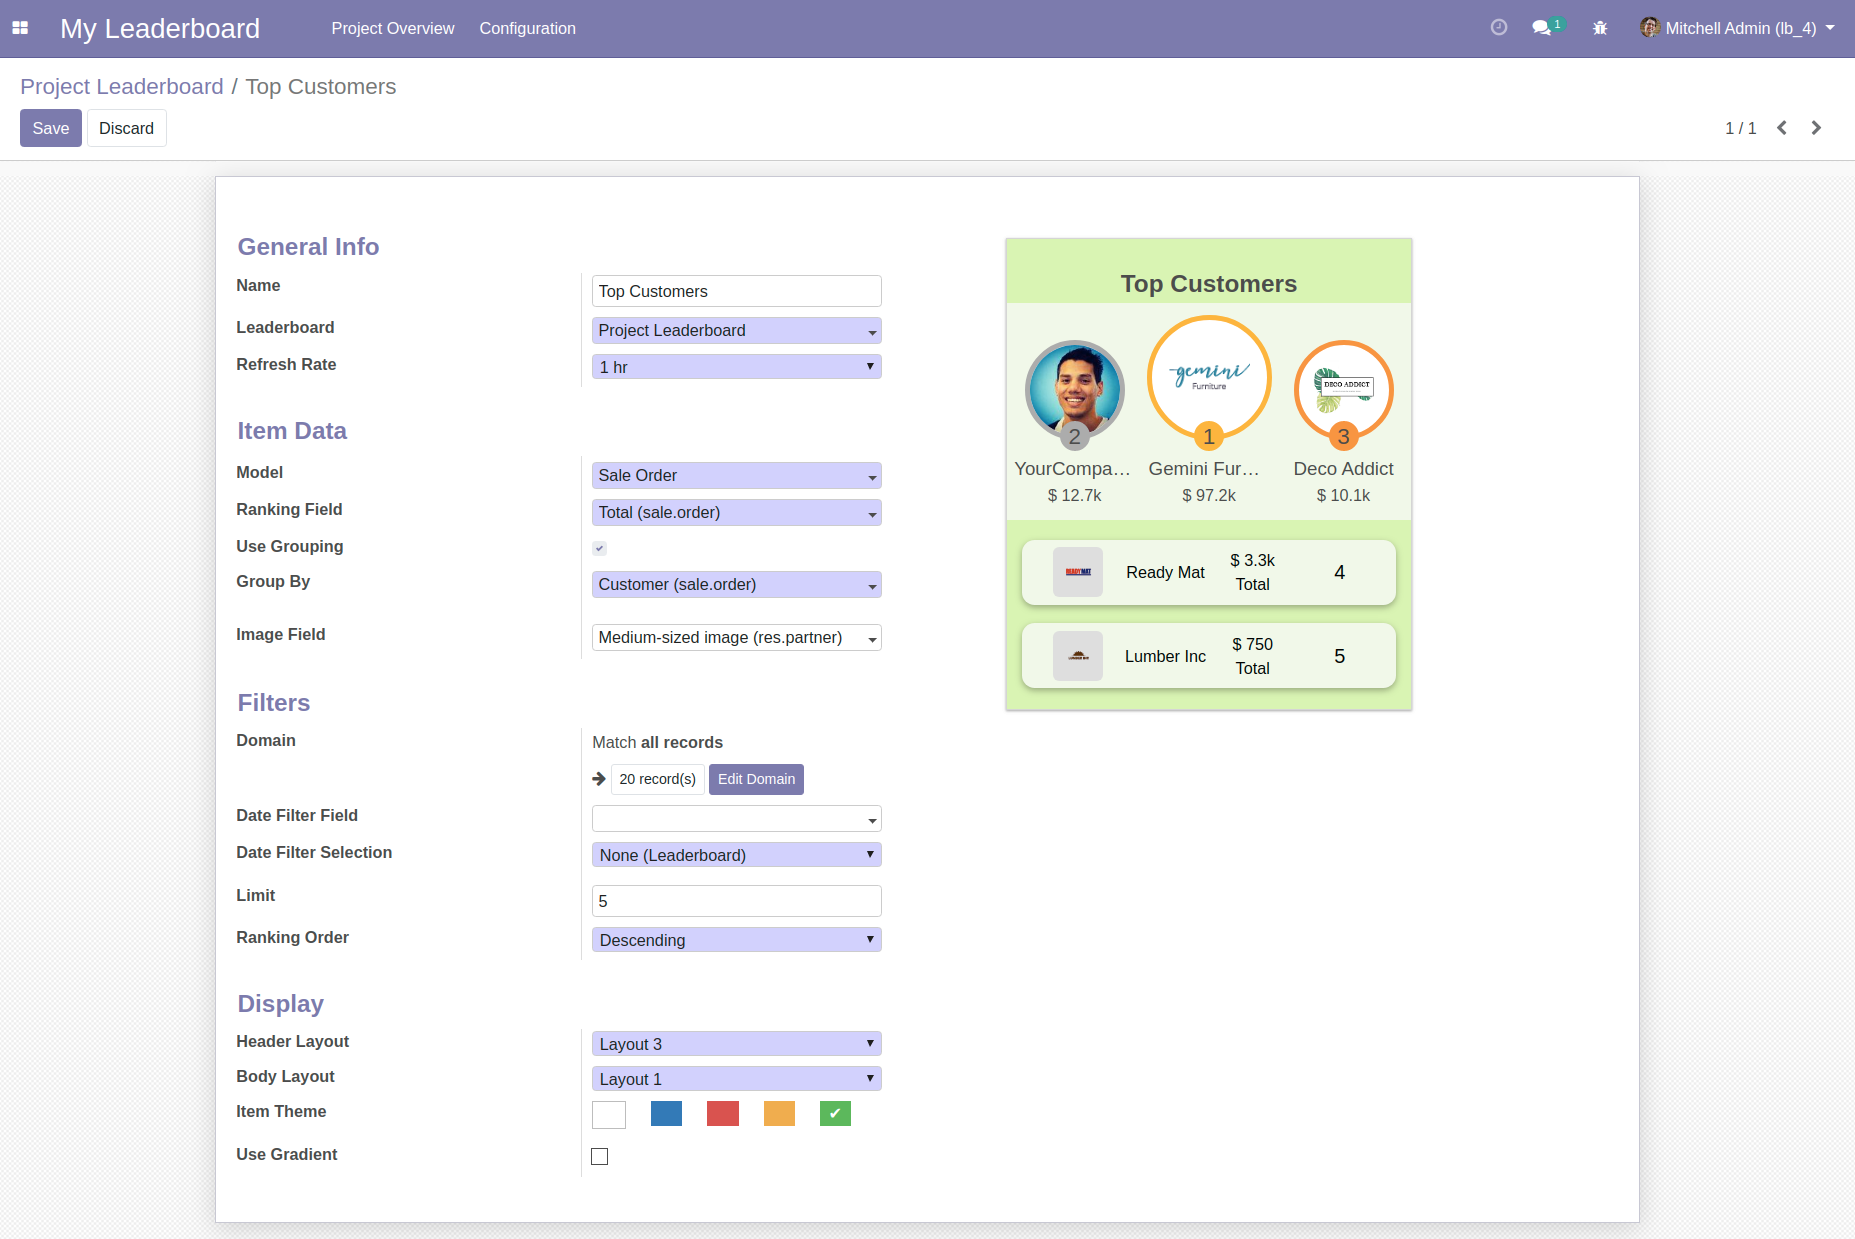 My Leaderboard
Project Overview
Configuration
1
Mitchell Admin (lb_4)
Project Leaderboard / Top Customers
Save
Discard
1 / 1
General Info
Name
Top Customers
Leaderboard
Project Leaderboard
Refresh Rate
1 hr
Item Data
Model
Sale Order
Ranking Field
Total (sale.order)
Use Grouping
Group By
Customer (sale.order)
Image Field
Medium-sized image (res.partner)
Filters
Domain
Match all records
20 record(s)
Edit Domain
Date Filter Field
Date Filter Selection
None (Leaderboard)
Limit
5
Ranking Order
Descending
Display
Header Layout
Layout 3
Body Layout
Layout 1
Item Theme
Use Gradient
Top Customers
gemini
Furniture
DECO ADDICT
2
1
3
YourCompa…
Gemini Fur…
Deco Addict
$ 12.7k
$ 97.2k
$ 10.1k
READYMAT
Ready Mat
$ 3.3k
Total
4
Lumber Inc
$ 750
Total
5